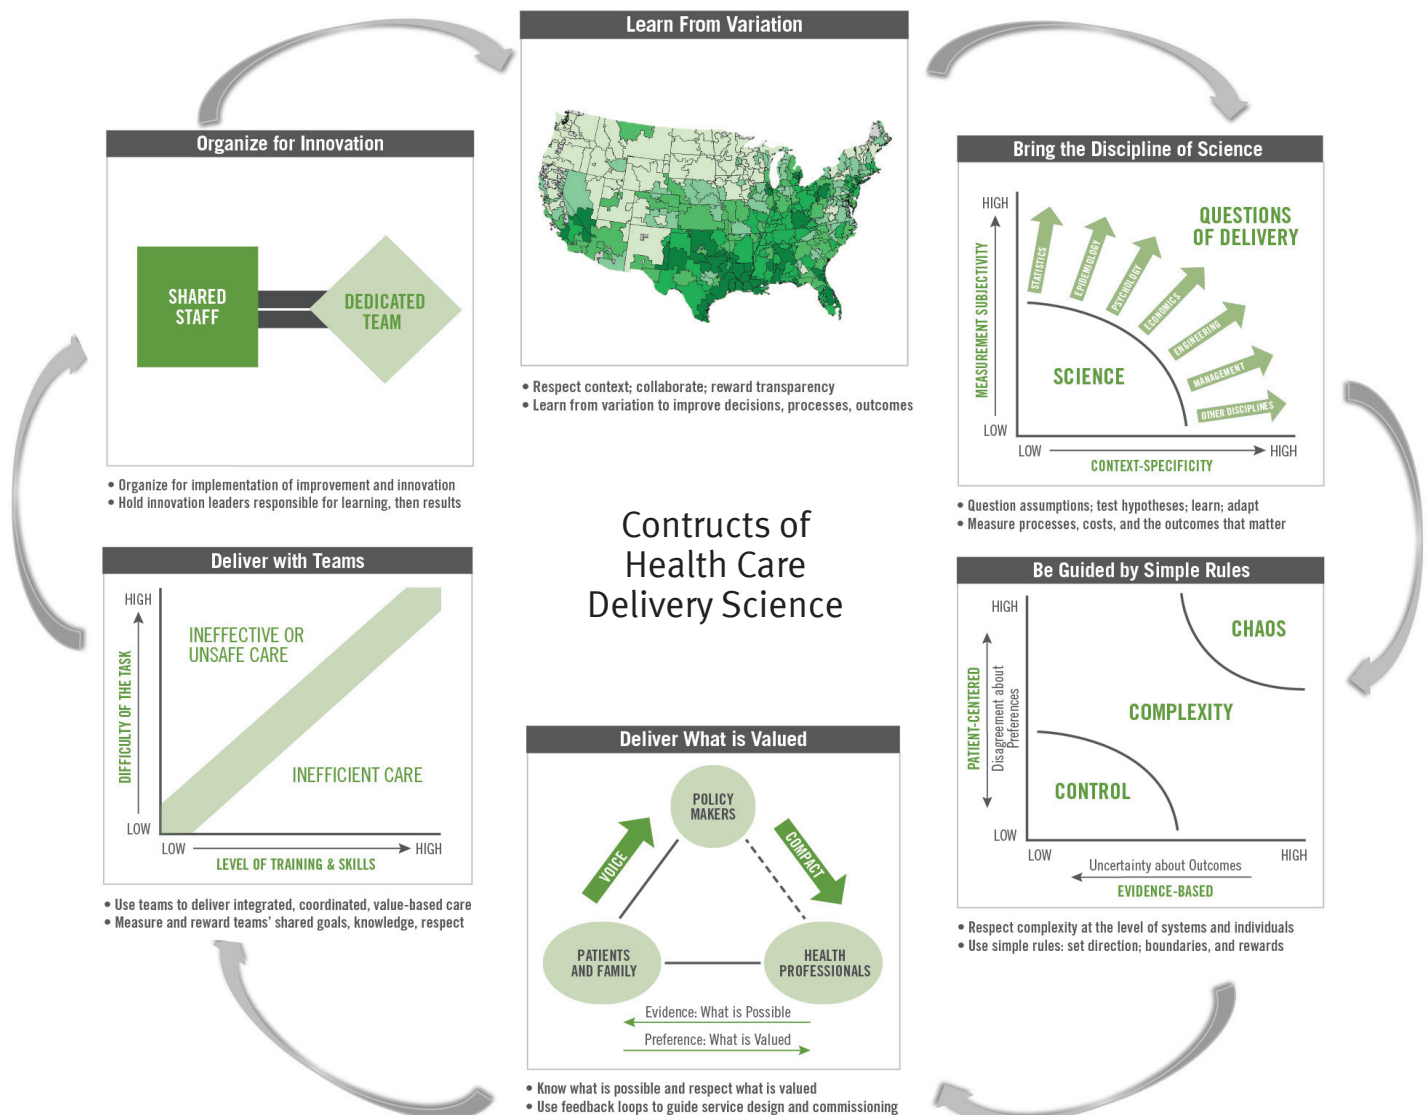 Learn From Variation
• Respect context; collaborate; reward transparency
• Learn from variation to improve decisions, processes, outcomes
Bring the Discipline of Science
QUESTIONS
OF DELIVERY
HIGH
MEASUREMENT SUBJECTIVITY
LOW
STATISTICS
EPIDEMIOLOGY
PSYCHOLOGY
ECONOMICS
ENGINEERING
MANAGEMENT
OTHER DISCIPLINES
SCIENCE
LOW
HIGH
CONTEXT-SPECIFICITY
• Question assumptions; test hypotheses; learn; adapt
• Measure processes, costs, and the outcomes that matter
Be Guided by Simple Rules
HIGH
PATIENT-CENTERED
Disagreement about
Preferences
LOW
CHAOS
COMPLEXITY
CONTROL
LOW
HIGH
Uncertainty about Outcomes
EVIDENCE-BASED
• Respect complexity at the level of systems and individuals
• Use simple rules: set direction; boundaries, and rewards
Deliver What is Valued
POLICY
MAKERS
VOICE
COMPACT
PATIENTS
AND FAMILY
HEALTH
PROFESSIONALS
Evidence: What is Possible
Preference: What is Valued
• Know what is possible and respect what is valued
• Use feedback loops to guide service design and commissioning
Deliver with Teams
HIGH
DIFFICULTY OF THE TASK
LOW
INEFFECTIVE OR
UNSAFE CARE
INEFFICIENT CARE
LOW
HIGH
LEVEL OF TRAINING & SKILLS
• Use teams to deliver integrated, coordinated, value-based care
• Measure and reward teams' shared goals, knowledge, respect
Organize for Innovation
SHARED
STAFF
DEDICATED
TEAM
• Organize for implementation of improvement and innovation
• Hold innovation leaders responsible for learning, then results
Contructs of
Health Care
Delivery Science